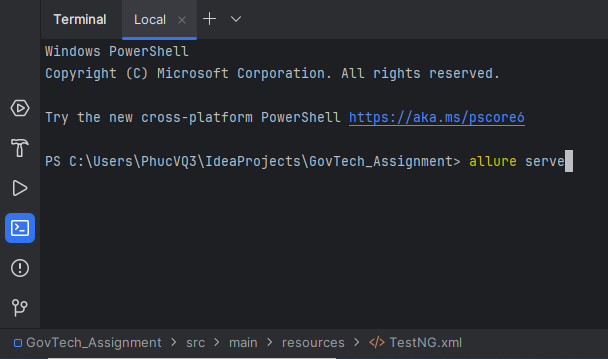 Terminal Local
Windows PowerShell
Copyright (C) Microsoft Corporation. All rights reserved.
Try the new cross-platform PowerShell https://aka.ms/pscore6
PS C:\Users\PhucVQ3\IdeaProjects\GovTech_Assignment> allure serve
GovTech_Assignment > src > main > resources > TestNG.xml